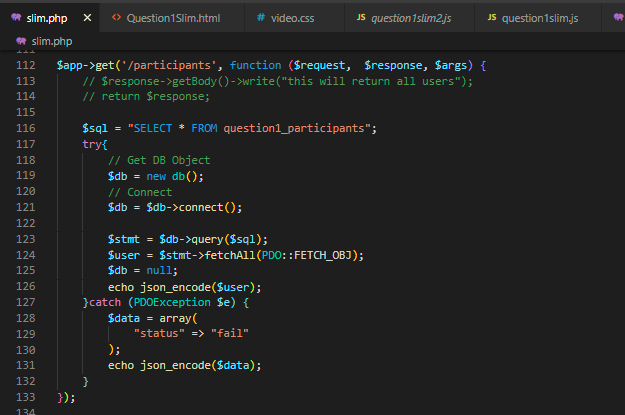 slim.php Question1Slim.html video.css question1slim2.js question1slim.js
slim.php
111
112 $app->get('/participants', function ($request,  $response, $args) {
113     // $response->getBody()->write("this will return all users");
114     // return $response;
115
116     $sql = "SELECT * FROM question1_participants";
117     try{
118         // Get DB Object
119         $db = new db();
120         // Connect
121         $db = $db->connect();
122
123         $stmt = $db->query($sql);
124         $user = $stmt->fetchAll(PDO::FETCH_OBJ);
125         $db = null;
126         echo json_encode($user);
127     }catch (PDOException $e) {
128         $data = array(
129             "status" => "fail"
130         );
131         echo json_encode($data);
132     }
133 });
134